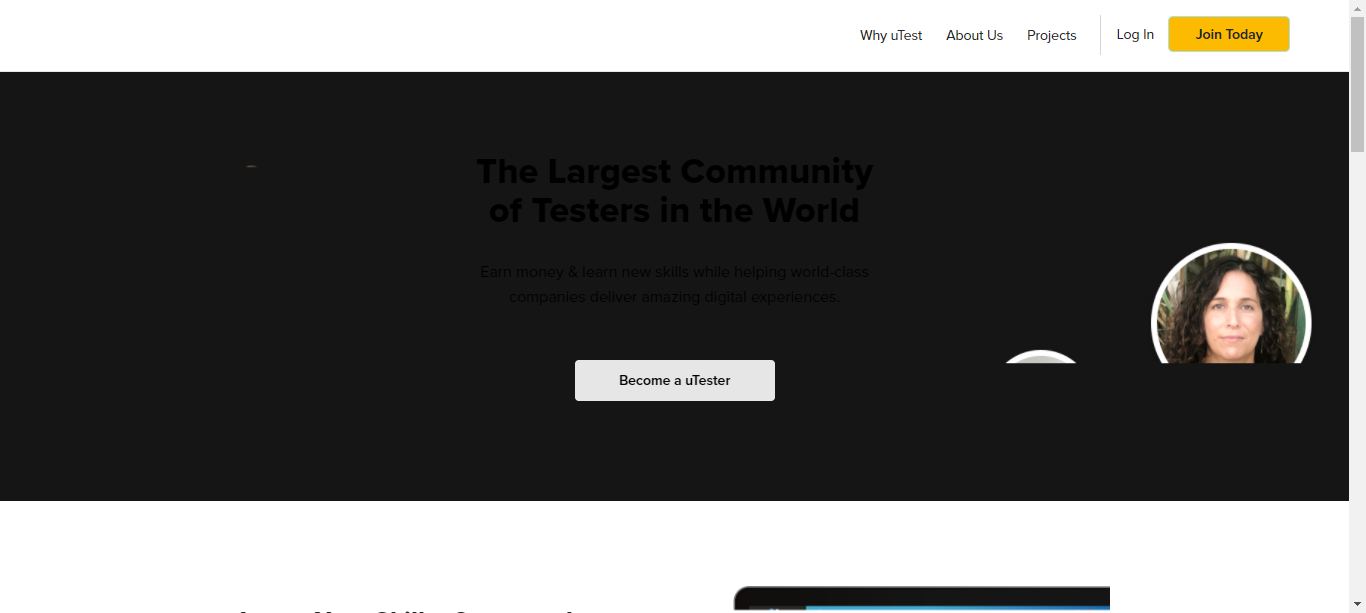 Why uTest
About Us
Projects
Log In
Join Today
The Largest Community
of Testers in the World
Earn money & learn new skills while helping world-class
companies deliver amazing digital experiences.
Become a uTester